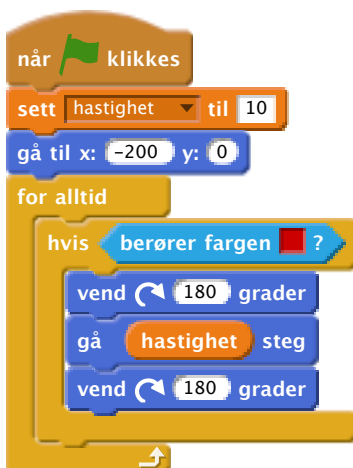 når klikkes
sett hastighet til 10
gå til x: -200 y: 0
for alltid
hvis berører fargen ?
vend 180 grader
gå hastighet steg
vend 180 grader